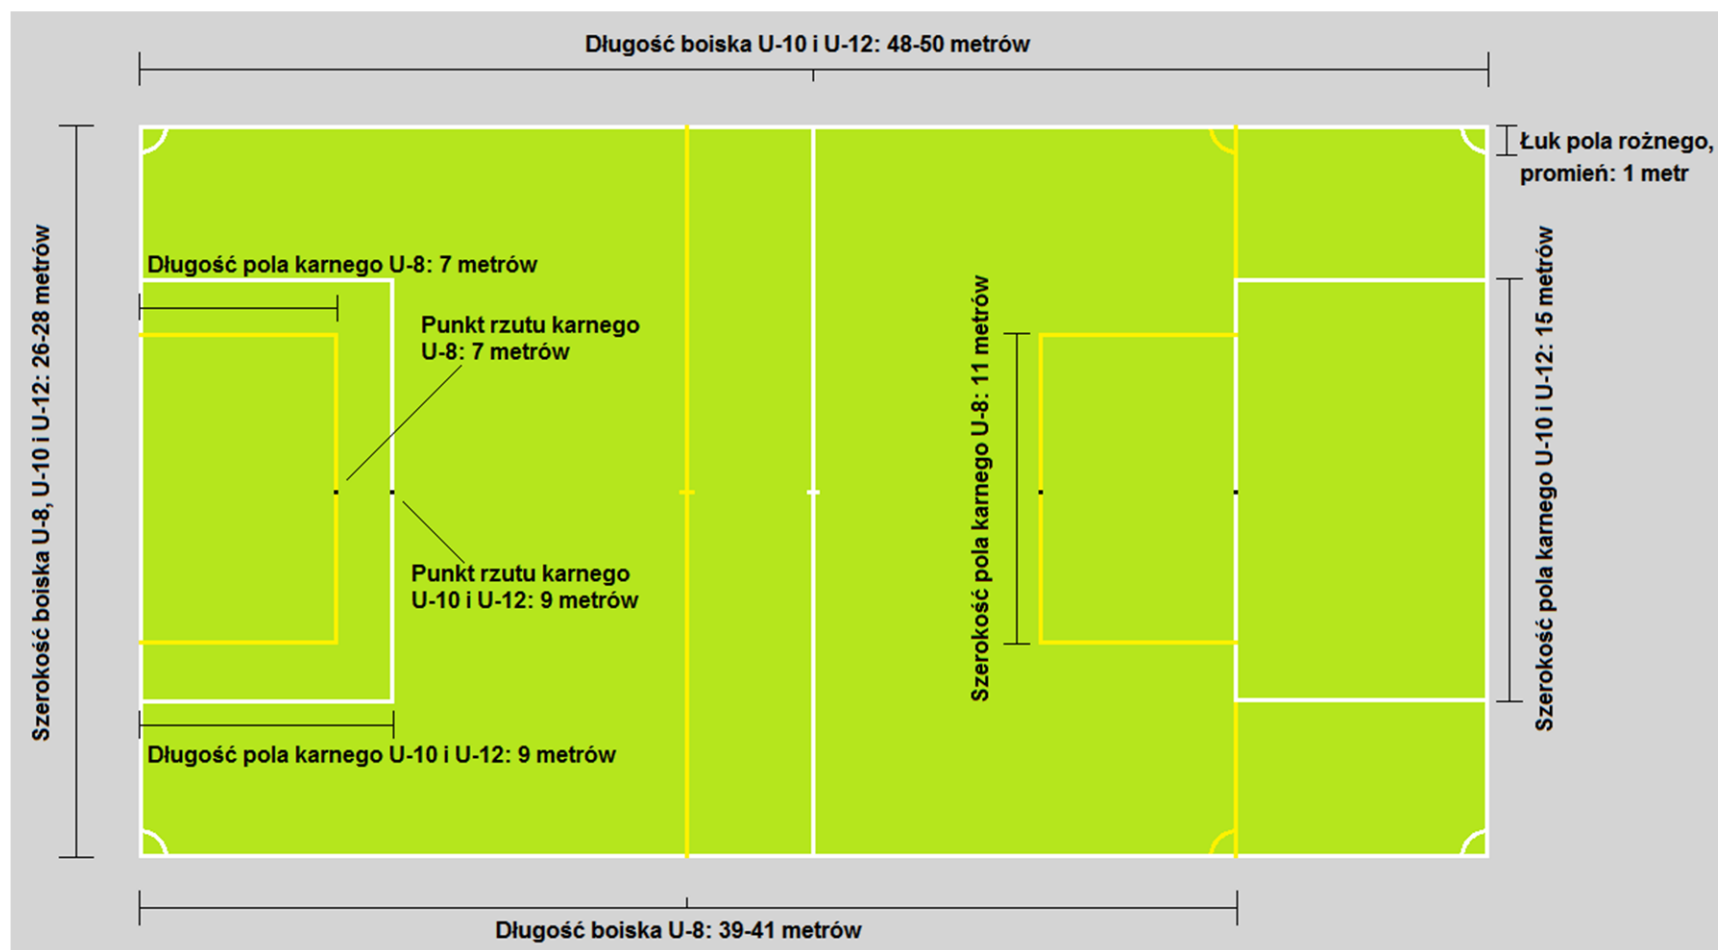 Długość boiska U-10 i U-12: 48-50 metrów
Łuk pola rożnego,
promień: 1 metr
Szerokość boiska U-8, U-10 i U-12: 26-28 metrów
Długość pola karnego U-8: 7 metrów
Punkt rzutu karnego
U-8: 7 metrów
Szerokość pola karnego U-8: 11 metrów
Szerokość pola karnego U-10 i U-12: 15 metrów
Punkt rzutu karnego
U-10 i U-12: 9 metrów
Długość pola karnego U-10 i U-12: 9 metrów
Długość boiska U-8: 39-41 metrów